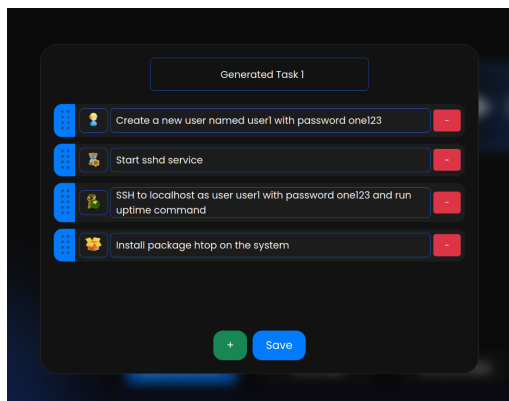 Generated Task 1
Create a new user named user1 with password one123
-
Start sshd service
-
SSH to localhost as user user1 with password one123 and run
uptime command
-
Install package htop on the system
-
+
Save